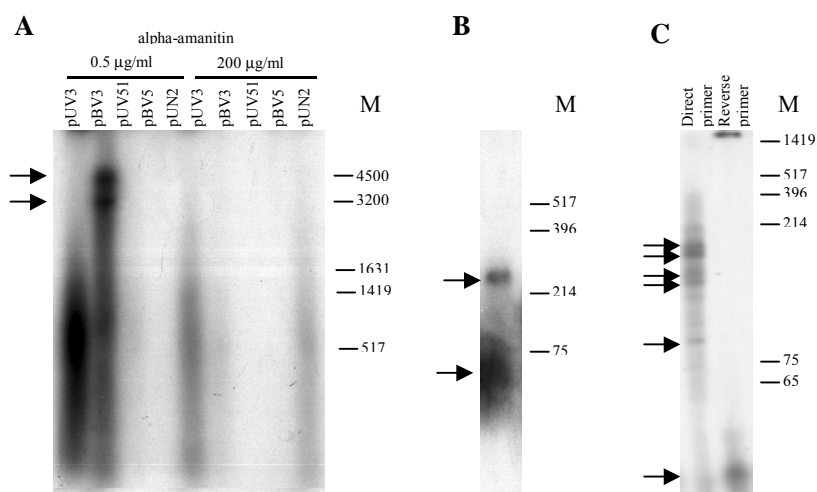 A
alpha-amanitin
0.5 μg/ml 200 μg/ml
pUV3 pBV3 pUV51 pBV5 pUN2 pUV3 pBV3 pUV51 pBV5 pUN2
M
4500
3200
1631
1419
517
B
M
517
396
214
75
C
Direct primer
Reverse primer
M
1419
517
396
214
75
65